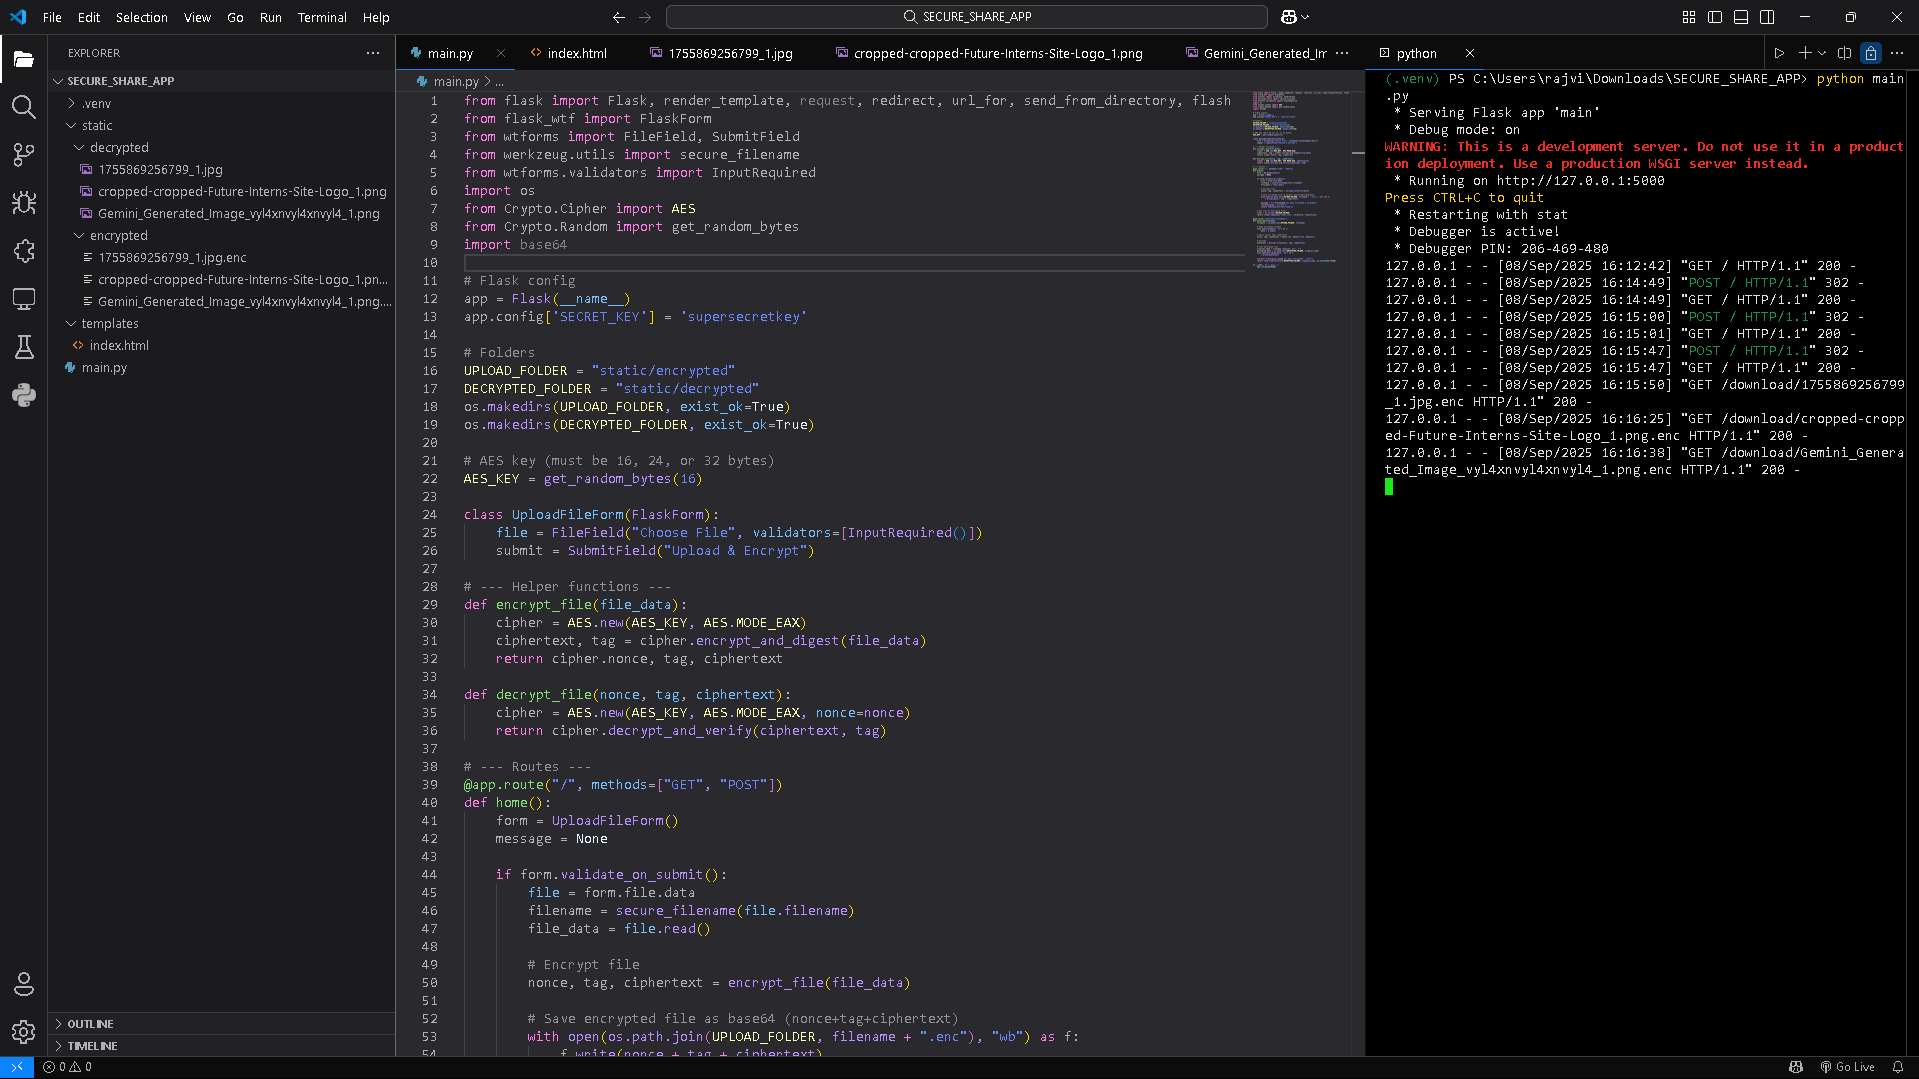 File Edit Selection View Go Run Terminal Help
SECURE_SHARE_APP
EXPLORER
SECURE_SHARE_APP
.venv
static
decrypted
1755869256799_1.jpg
cropped-cropped-Future-Interns-Site-Logo_1.png
Gemini_Generated_Image_vyl4xnvyl4xnvyl4_1.png
encrypted
1755869256799_1.jpg.enc
cropped-cropped-Future-Interns-Site-Logo_1.pn...
Gemini_Generated_Image_vyl4xnvyl4xnvyl4_1.png....
templates
index.html
main.py
OUTLINE
TIMELINE
main.py index.html 1755869256799_1.jpg cropped-cropped-Future-Interns-Site-Logo_1.png Gemini_Generated_Im
main.py > ...
1 from flask import Flask, render_template, request, redirect, url_for, send_from_directory, flash
2 from flask_wtf import FlaskForm
3 from wtforms import FileField, SubmitField
4 from werkzeug.utils import secure_filename
5 from wtforms.validators import InputRequired
6 import os
7 from Crypto.Cipher import AES
8 from Crypto.Random import get_random_bytes
9 import base64
10
11 # Flask config
12 app = Flask(__name__)
13 app.config['SECRET_KEY'] = 'supersecretkey'
14
15 # Folders
16 UPLOAD_FOLDER = "static/encrypted"
17 DECRYPTED_FOLDER = "static/decrypted"
18 os.makedirs(UPLOAD_FOLDER, exist_ok=True)
19 os.makedirs(DECRYPTED_FOLDER, exist_ok=True)
20
21 # AES key (must be 16, 24, or 32 bytes)
22 AES_KEY = get_random_bytes(16)
23
24 class UploadFileForm(FlaskForm):
25 file = FileField("Choose File", validators=[InputRequired()])
26 submit = SubmitField("Upload & Encrypt")
27
28 # --- Helper functions ---
29 def encrypt_file(file_data):
30 cipher = AES.new(AES_KEY, AES.MODE_EAX)
31 ciphertext, tag = cipher.encrypt_and_digest(file_data)
32 return cipher.nonce, tag, ciphertext
33
34 def decrypt_file(nonce, tag, ciphertext):
35 cipher = AES.new(AES_KEY, AES.MODE_EAX, nonce=nonce)
36 return cipher.decrypt_and_verify(ciphertext, tag)
37
38 # --- Routes ---
39 @app.route("/", methods=["GET", "POST"])
40 def home():
41 form = UploadFileForm()
42 message = None
43
44 if form.validate_on_submit():
45 file = form.file.data
46 filename = secure_filename(file.filename)
47 file_data = file.read()
48
49 # Encrypt file
50 nonce, tag, ciphertext = encrypt_file(file_data)
51
52 # Save encrypted file as base64 (nonce+tag+ciphertext)
53 with open(os.path.join(UPLOAD_FOLDER, filename + ".enc"), "wb") as f:
54 f.write(nonce + tag + ciphertext)
python
(.venv) PS C:\Users\rajvi\Downloads\SECURE_SHARE_APP> python main
.py
* Serving Flask app 'main'
* Debug mode: on
WARNING: This is a development server. Do not use it in a product
ion deployment. Use a production WSGI server instead.
* Running on http://127.0.0.1:5000
Press CTRL+C to quit
* Restarting with stat
* Debugger is active!
* Debugger PIN: 206-469-480
127.0.0.1 - - [08/Sep/2025 16:12:42] "GET / HTTP/1.1" 200 -
127.0.0.1 - - [08/Sep/2025 16:14:49] "POST / HTTP/1.1" 302 -
127.0.0.1 - - [08/Sep/2025 16:14:49] "GET / HTTP/1.1" 200 -
127.0.0.1 - - [08/Sep/2025 16:15:00] "POST / HTTP/1.1" 302 -
127.0.0.1 - - [08/Sep/2025 16:15:01] "GET / HTTP/1.1" 200 -
127.0.0.1 - - [08/Sep/2025 16:15:47] "POST / HTTP/1.1" 302 -
127.0.0.1 - - [08/Sep/2025 16:15:47] "GET / HTTP/1.1" 200 -
127.0.0.1 - - [08/Sep/2025 16:15:50] "GET /download/1755869256799
_1.jpg.enc HTTP/1.1" 200 -
127.0.0.1 - - [08/Sep/2025 16:16:25] "GET /download/cropped-cropp
ed-Future-Interns-Site-Logo_1.png.enc HTTP/1.1" 200 -
127.0.0.1 - - [08/Sep/2025 16:16:38] "GET /download/Gemini_Genera
ted_Image_vyl4xnvyl4xnvyl4_1.png.enc HTTP/1.1" 200 -
0 0
Go Live